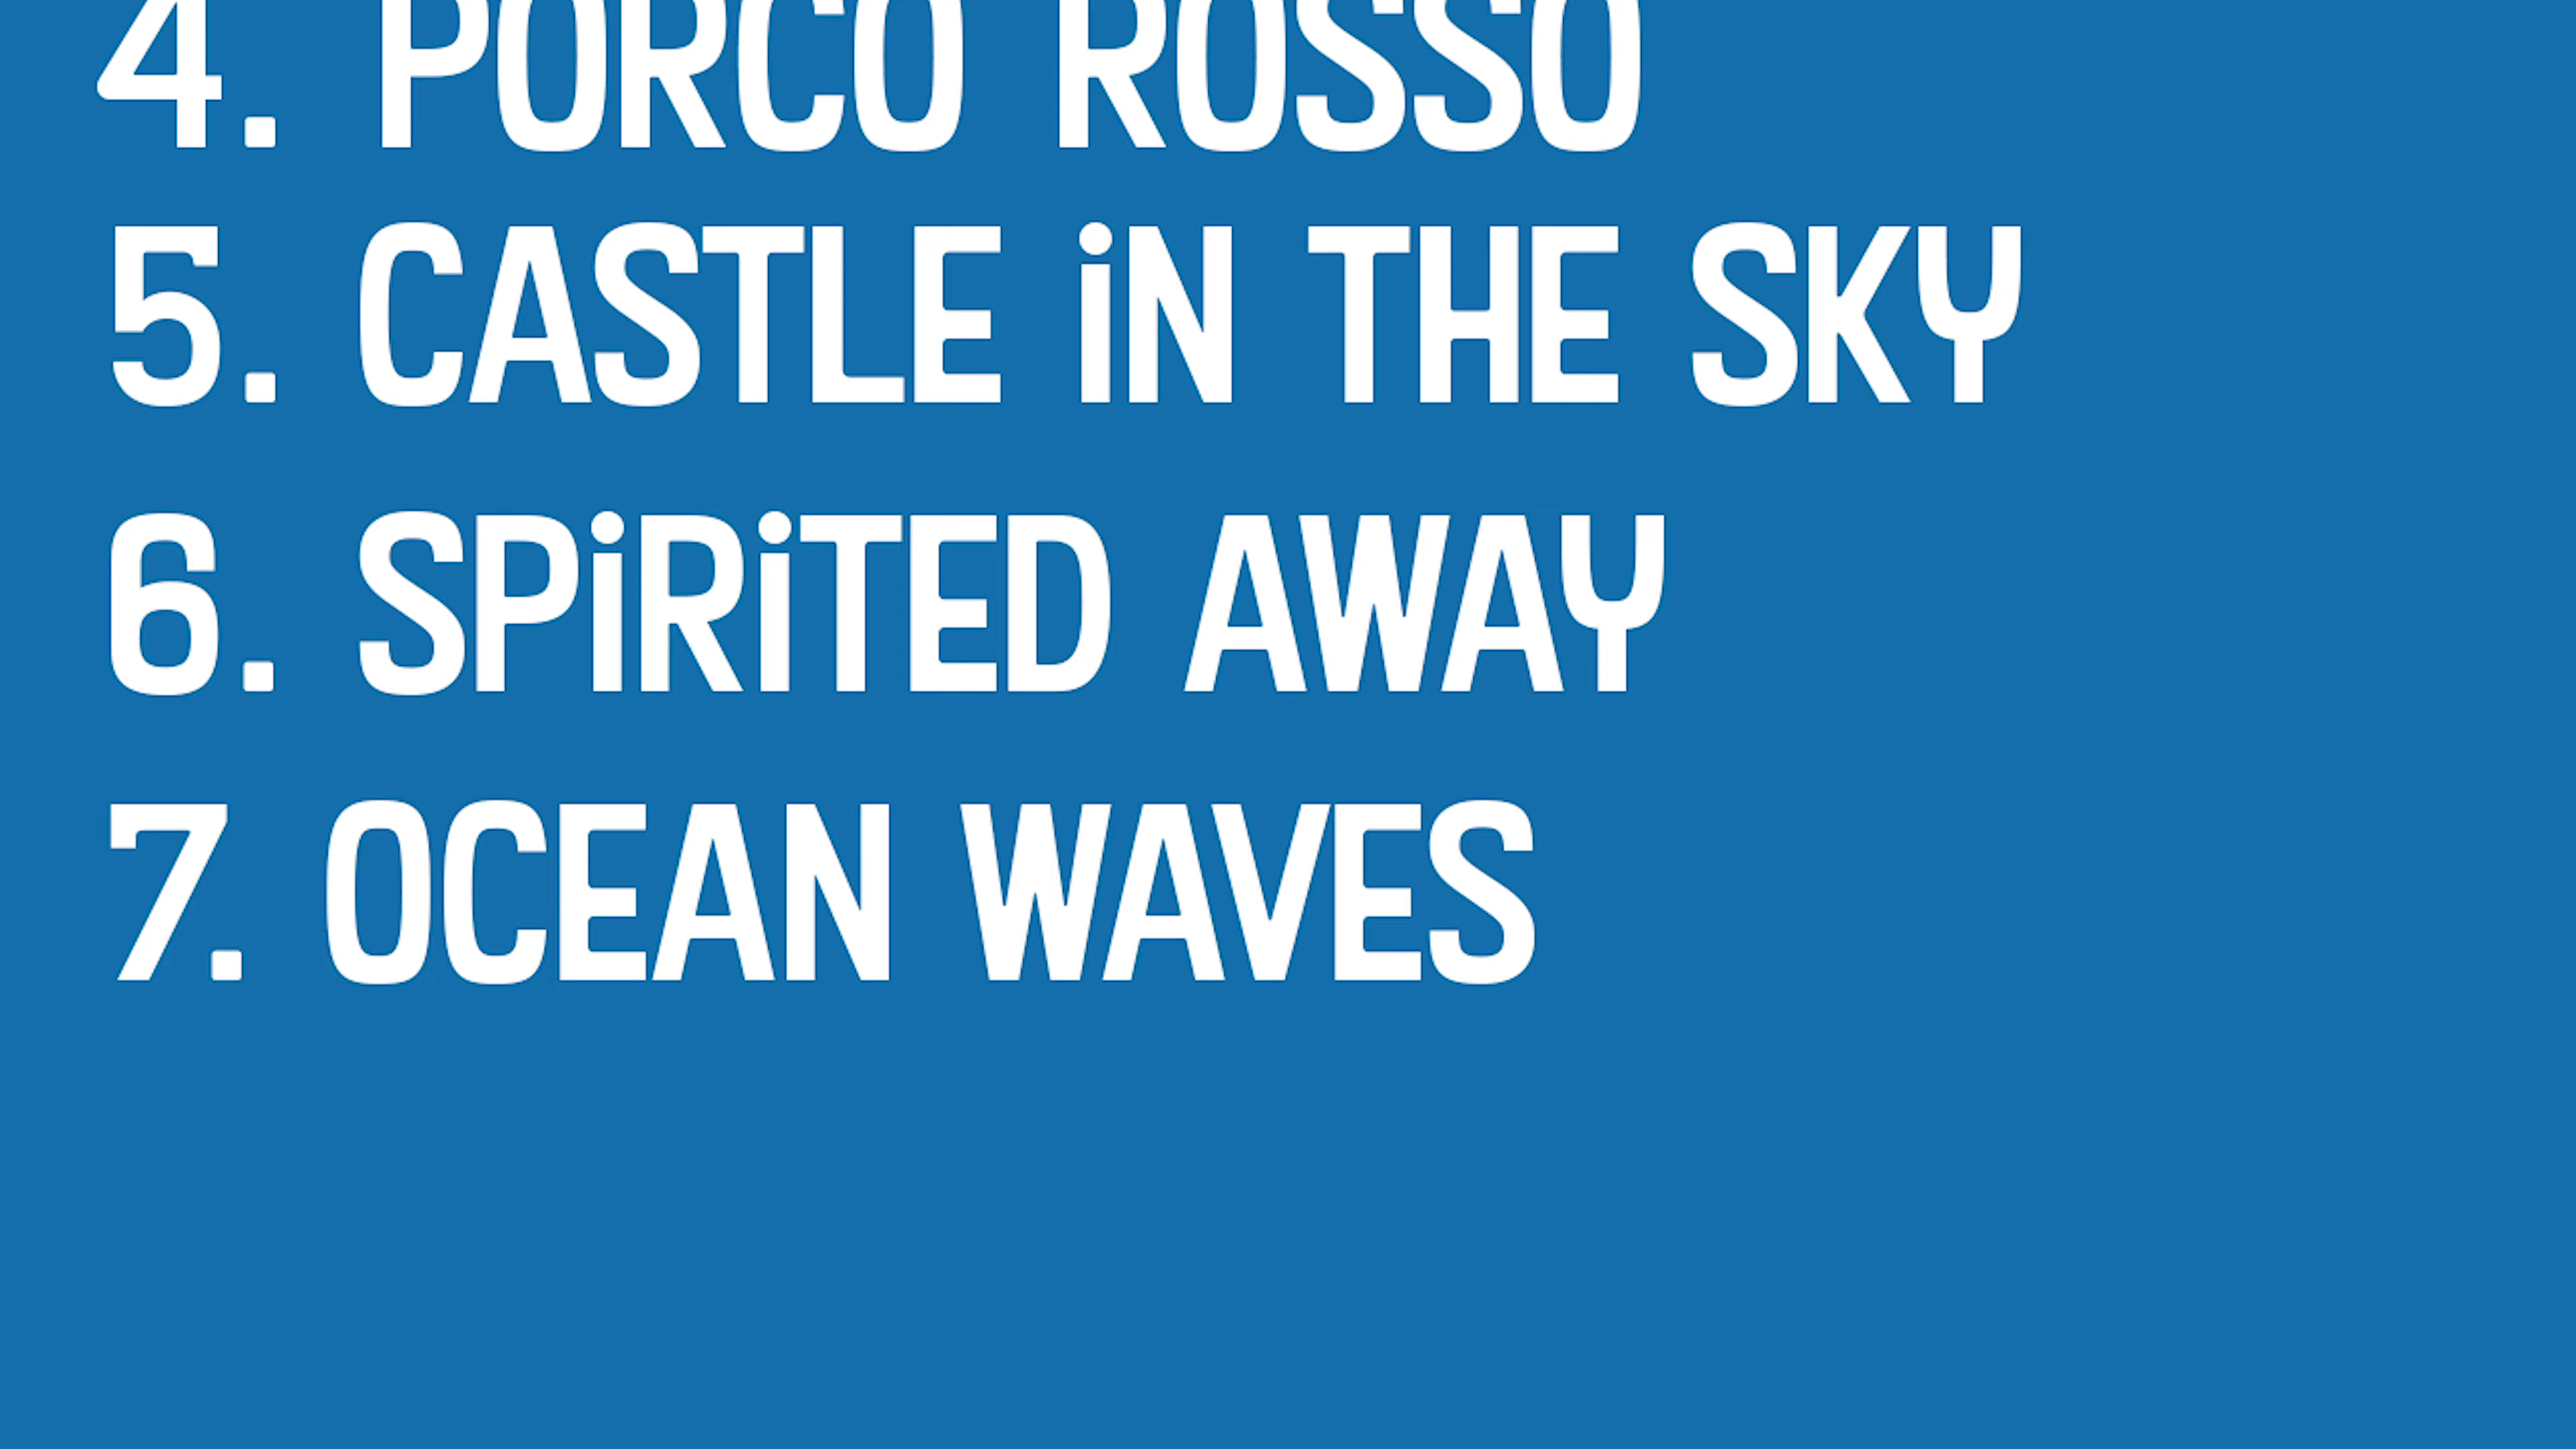 4. PORCO ROSSO
5. CASTLE iN THE SKY
6. SPiRiTED AWAY
7. OCEAN WAVES